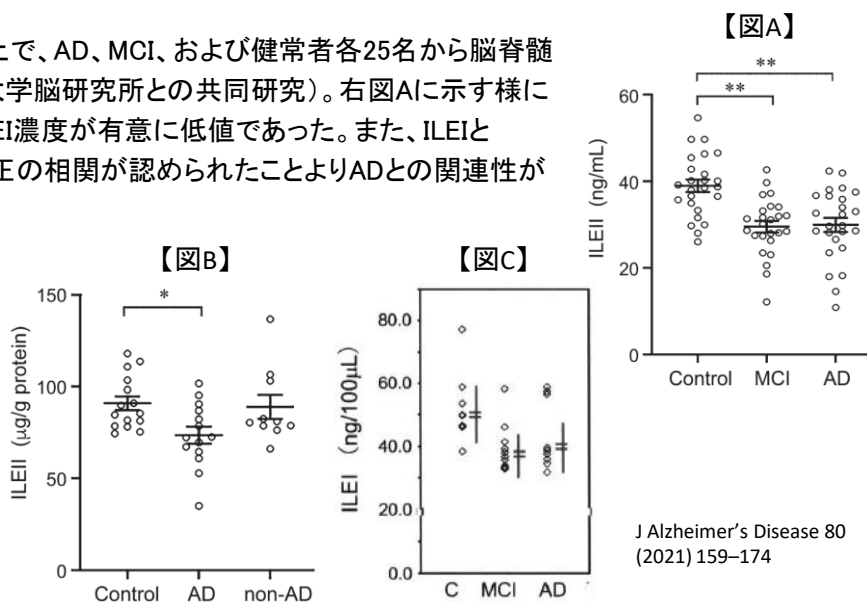 上で、AD、MCI、および健常者各25名から脳脊髄
大学脳研究所との共同研究)。右図Aに示す様に
EI濃度が有意に低値であった。また、ILEIと
正の相関が認められたことよりADとの関連性が
【図A】
**
**
60
40
20
0
ILEII (ng/mL)
Control MCI AD
【図B】
*
150
100
50
0
ILEII (μg/g protein)
Control AD non-AD
【図C】
80.0
60.0
40.0
20.0
0.0
ILEI (ng/100μL)
C MCI AD
J Alzheimer's Disease 80
(2021) 159–174